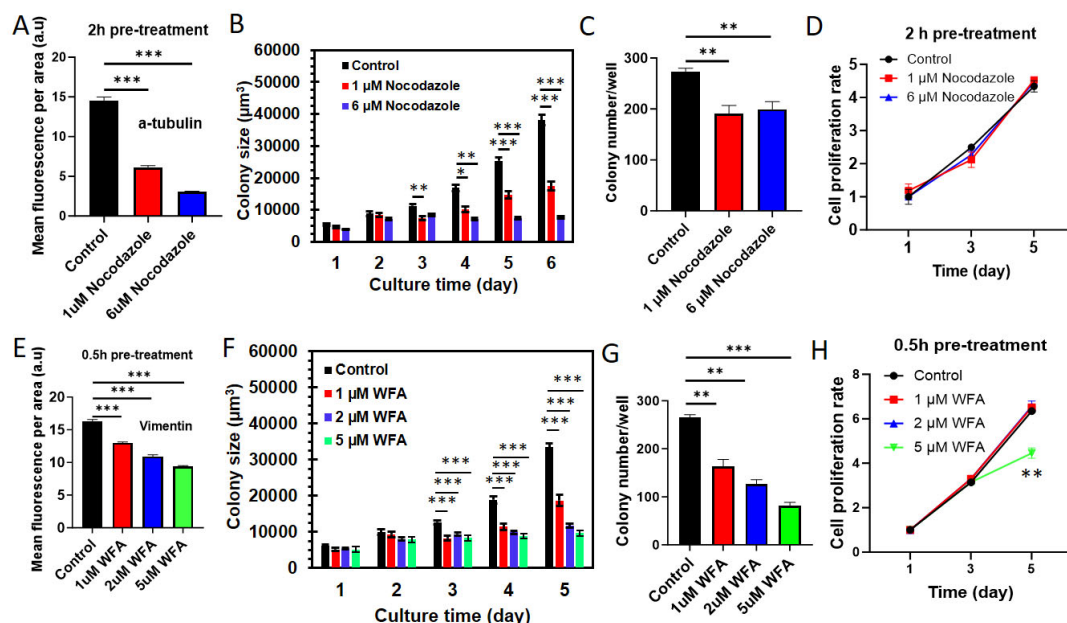 A
2h pre-treatment
***
***
a-tubulin
Mean fluorescence per area (a.u)
20
15
10
5
0
Control
1uM Nocodazole
6uM Nocodazole
B
Control
1 µM Nocodazole
6 µM Nocodazole
Colony size (µm³)
60000
50000
40000
30000
20000
10000
0
**
**
*
***
***
***
***
1 2 3 4 5 6
Culture time (day)
C
**
**
Colony number/well
300
200
100
0
Control
1 µM Nocodazole
6 µM Nocodazole
D
2 h pre-treatment
Control
1 µM Nocodazole
6 µM Nocodazole
Cell proliferation rate
5
4
3
2
1
0
1 3 5
Time (day)
E
0.5h pre-treatment
***
***
***
Vimentin
Mean fluorescence per area (a.u)
20
15
10
5
0
Control
1uM WFA
2uM WFA
5uM WFA
F
Control
1 µM WFA
2 µM WFA
5 µM WFA
Colony size (µm³)
60000
50000
40000
30000
20000
10000
0
***
***
***
***
***
***
***
***
***
1 2 3 4 5
Culture time (day)
G
***
**
**
Colony number/well
300
200
100
0
Control
1uM WFA
2uM WFA
5uM WFA
H
0.5h pre-treatment
Control
1 µM WFA
2 µM WFA
5 µM WFA
**
Cell proliferation rate
8
6
4
2
0
1 3 5
Time (day)